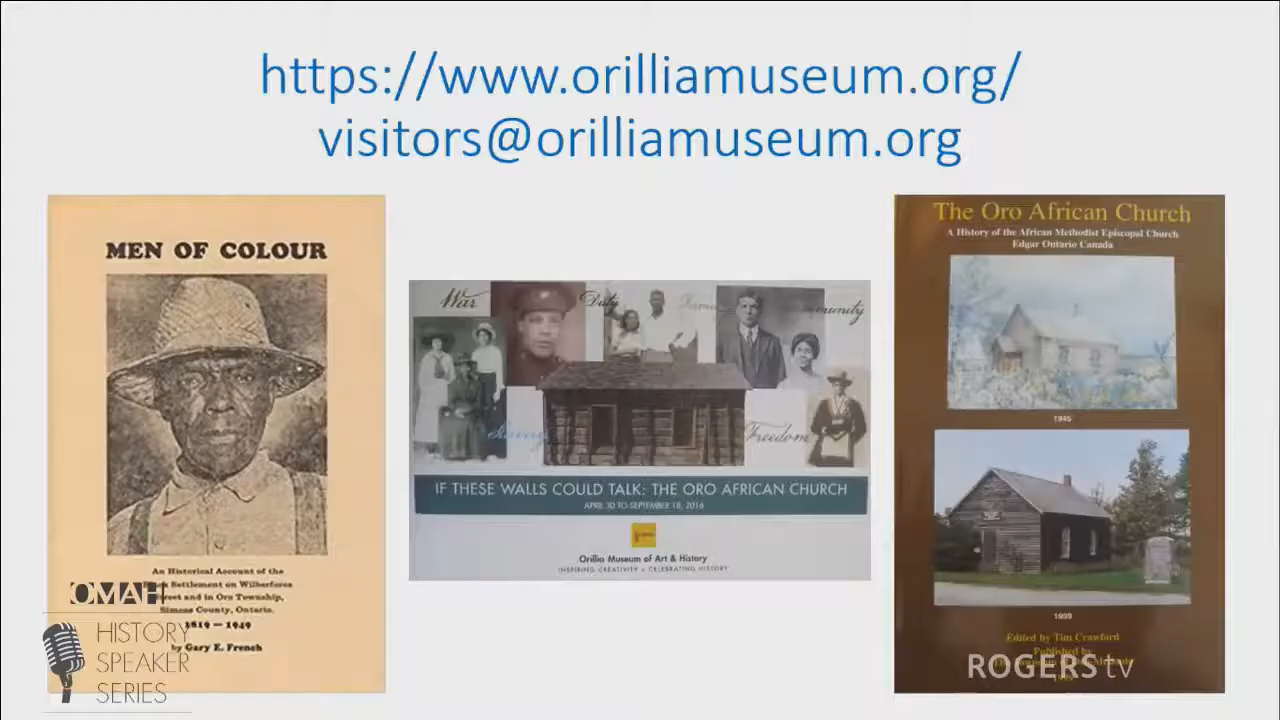 https://www.orilliamuseum.org/
visitors@orilliamuseum.org
MEN OF COLOUR
An Historical Account of the
Settlement on Wilberforce
Street and in Oro Township,
Simcoe County, Ontario.
1819 – 1949
by Gary E. French
OMAH
HISTORY
SPEAKER
SERIES
War
Duty
Slavery
Freedom
IF THESE WALLS COULD TALK: THE ORO AFRICAN CHURCH
APRIL 30 TO SEPTEMBER 18, 2016
Orillia Museum of Art & History
INSPIRING CREATIVITY • CELEBRATING HISTORY
The Oro African Church
A History of the African Methodist Episcopal Church
Edgar Ontario Canada
1945
1999
Edited by Tim Crawford
Published by
ROGERS tv